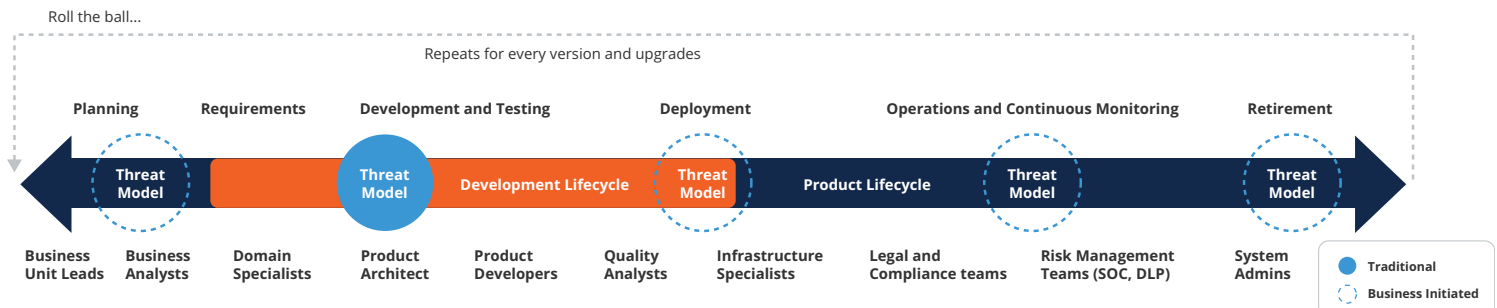 Roll the ball...
Repeats for every version and upgrades
Planning
Requirements
Development and Testing
Deployment
Operations and Continuous Monitoring
Retirement
Threat
Model
Threat
Model
Development Lifecycle
Threat
Model
Product Lifecycle
Threat
Model
Threat
Model
Business
Unit Leads
Business
Analysts
Domain
Specialists
Product
Architect
Product
Developers
Quality
Analysts
Infrastructure
Specialists
Legal and
Compliance teams
Risk Management
Teams (SOC, DLP)
System
Admins
Traditional
Business Initiated